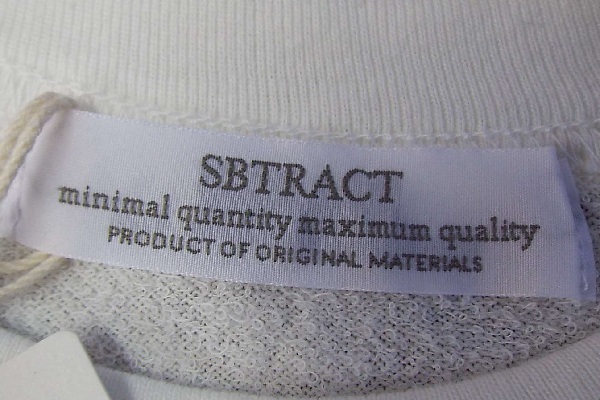 SBTRACT
minimal quantity maximum quality
PRODUCT OF ORIGINAL MATERIALS